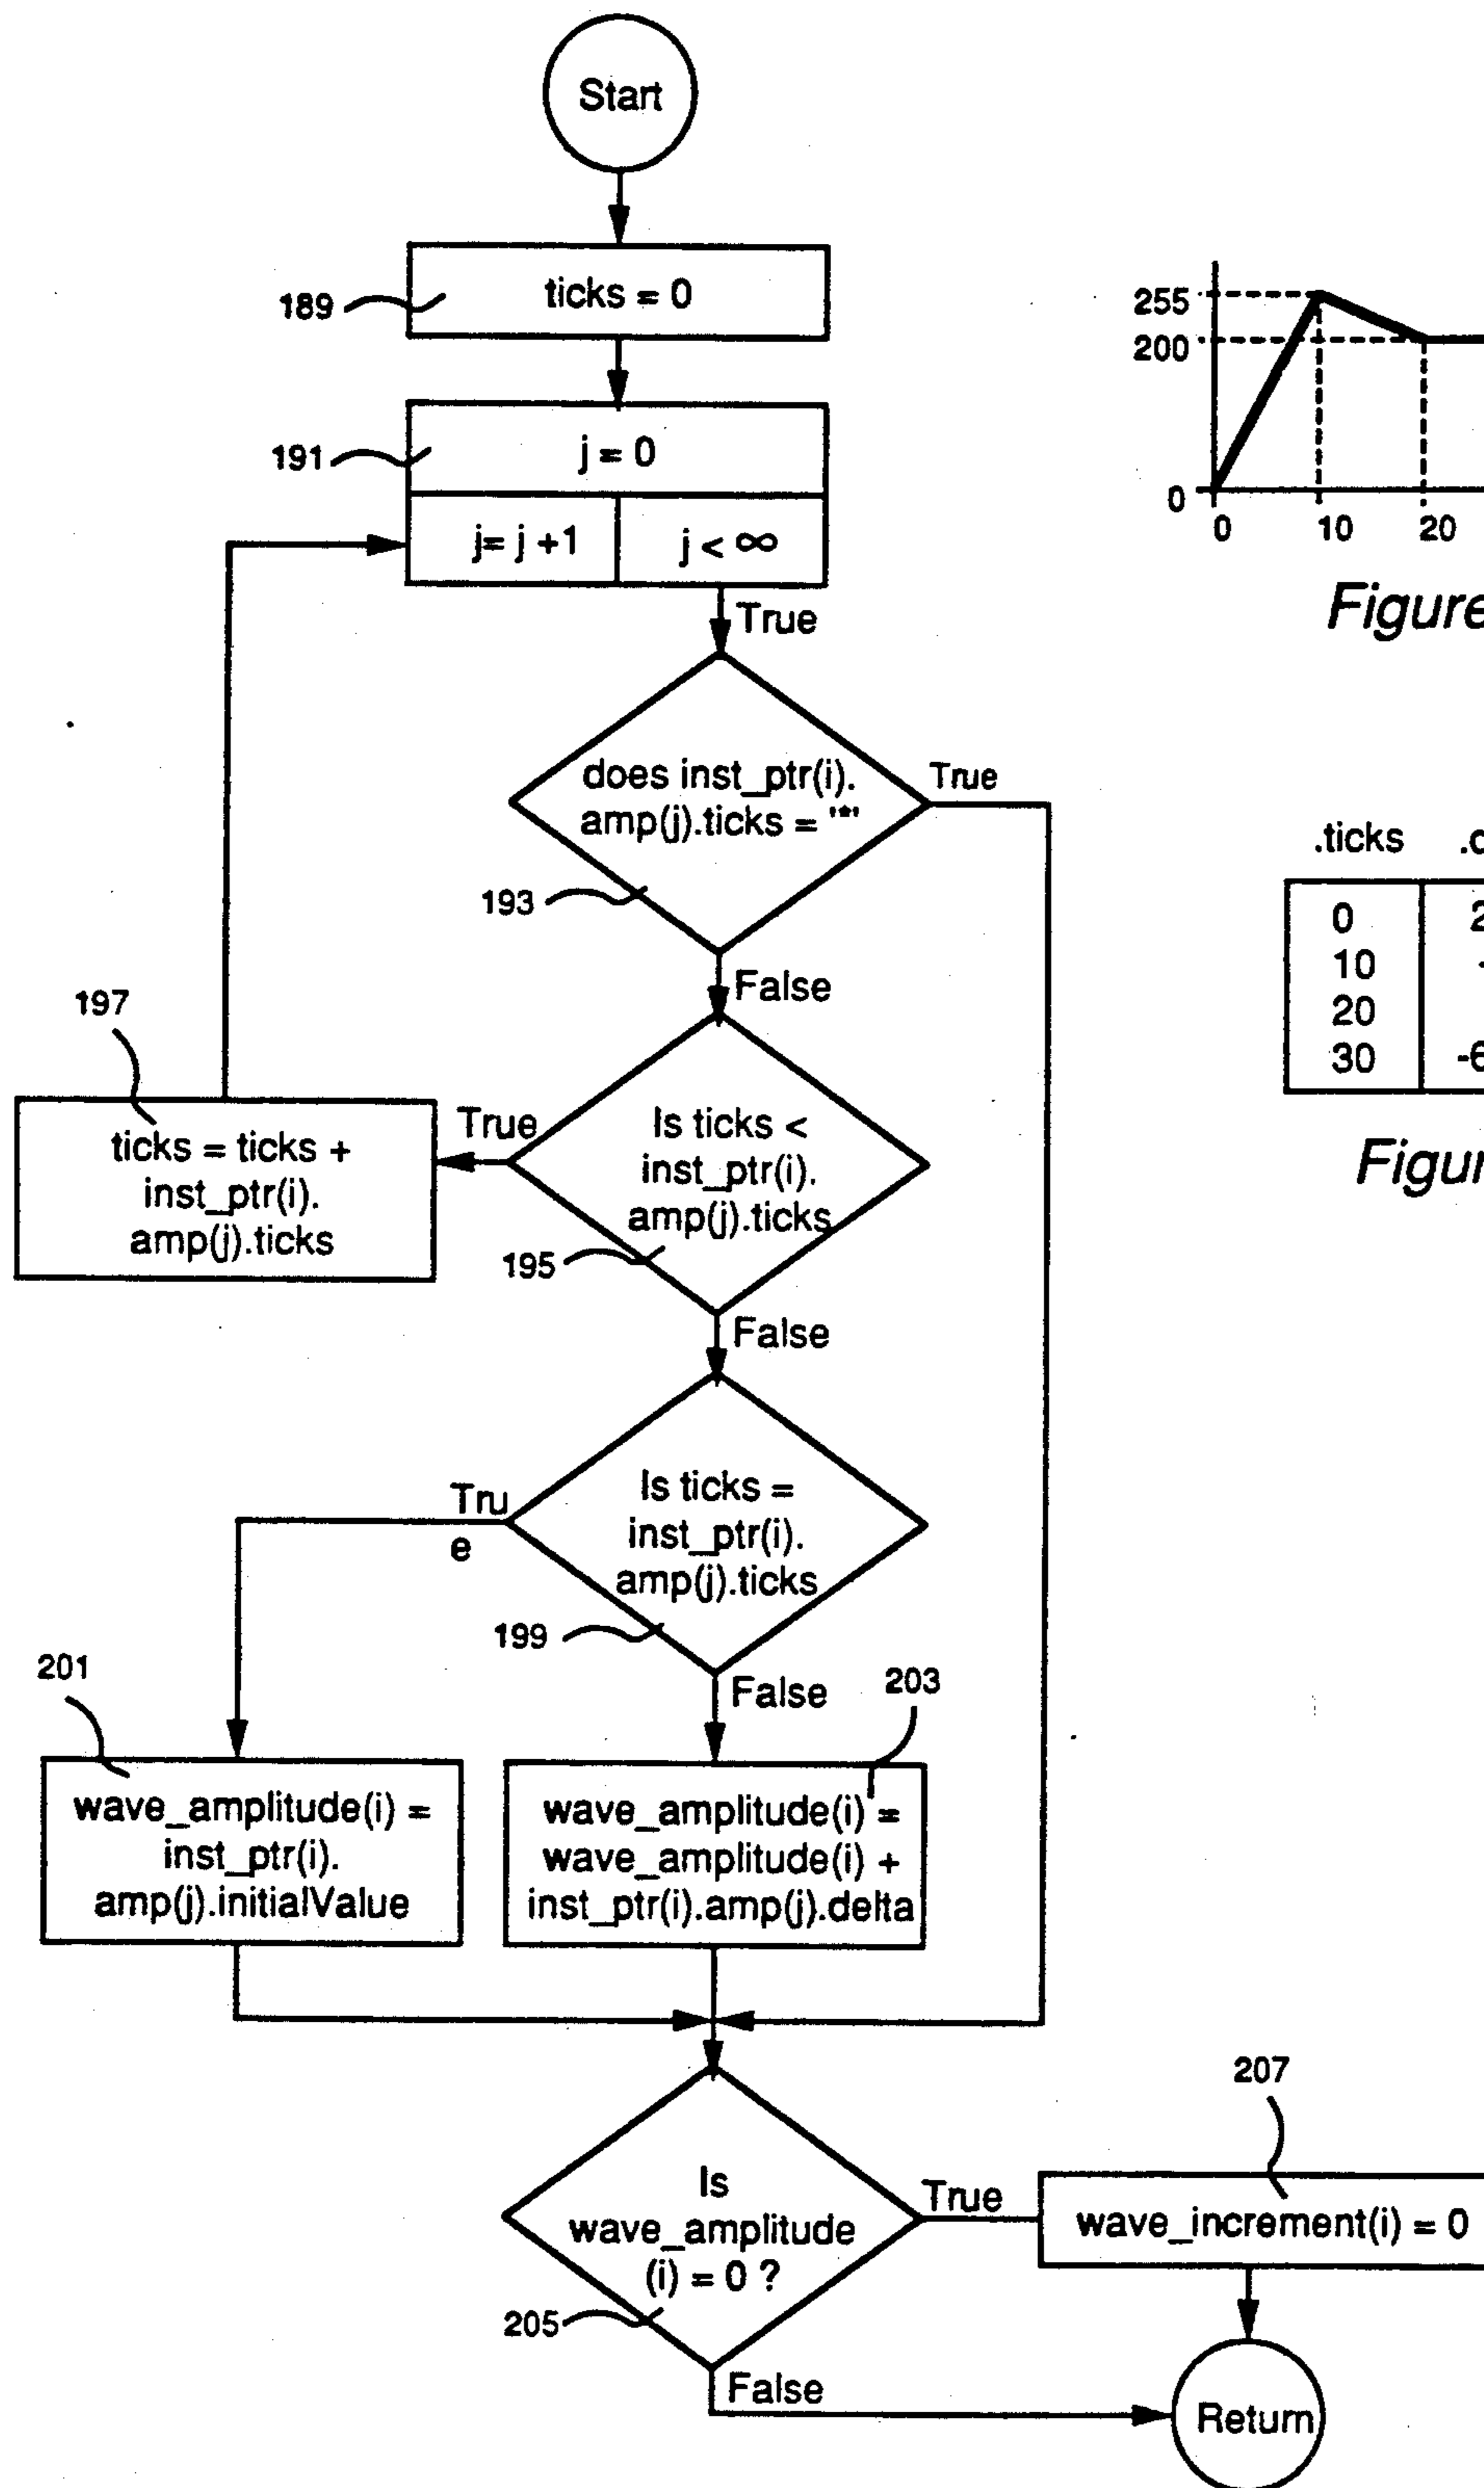 Start
ticks = 0
189
j = 0
191
j= j +1
j < ∞
True
does inst_ptr(i).
amp(j).ticks = '*'
True
193
False
197
ticks = ticks +
inst_ptr(i).
amp(j).ticks
True
Is ticks <
inst_ptr(i).
amp(j).ticks
195
False
Tru
e
Is ticks =
inst_ptr(i).
amp(j).ticks
199
False
201
203
wave_amplitude(i) =
inst_ptr(i).
amp(j).initialValue
wave_amplitude(i) =
wave_amplitude(i) +
inst_ptr(i).amp(j).delta
Is
wave_amplitude
(i) = 0 ?
205
True
207
wave_increment(i) = 0
False
Return
255
200
0
0 10 20
Figure
.ticks
0
10
20
30